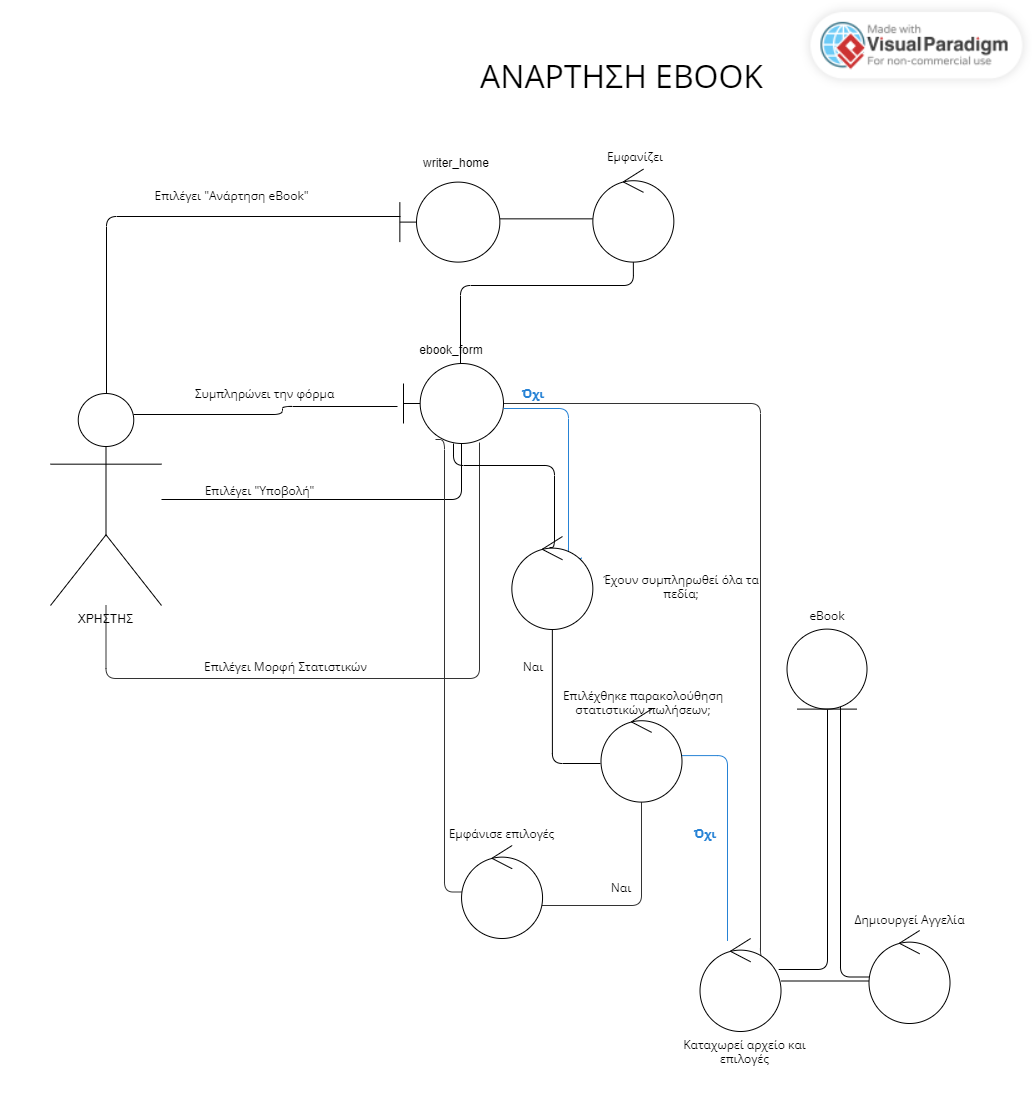 Made with
Visual Paradigm
For non-commercial use
ΑΝΑΡΤΗΣΗ EBOOK
Εμφανίζει
writer_home
Επιλέγει "Ανάρτηση eBook"
ebook_form
Συμπληρώνει την φόρμα
Όχι
Επιλέγει "Υποβολή"
Έχουν συμπληρωθεί όλα τα
πεδία;
ΧΡΗΣΤΗΣ
eBook
Επιλέγει Μορφή Στατιστικών
Ναι
Επιλέχθηκε παρακολούθηση
στατιστικών πωλήσεων;
Εμφάνισε επιλογές
Όχι
Ναι
Δημιουργεί Αγγελία
Καταχωρεί αρχείο και
επιλογές